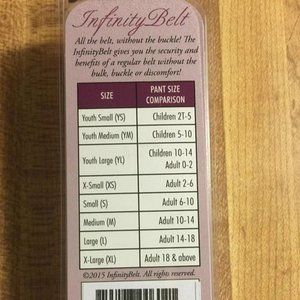 InfinityBelt
All the belt, without the buckle! The
InfinityBelt gives you the security and
benefits of a regular belt without the
bulk, buckle or discomfort!
SIZE PANT SIZE COMPARISON
Youth Small (YS) Children 2T-5
Youth Medium (YM) Children 5-10
Youth Large (YL) Children 10-14
Adult 0-2
X-Small (XS) Adult 2-6
Small (S) Adult 6-10
Medium (M) Adult 10-14
Large (L) Adult 14-18
X-Large (XL) Adult 18 & above
©2015 InfinityBelt. All rights reserved.